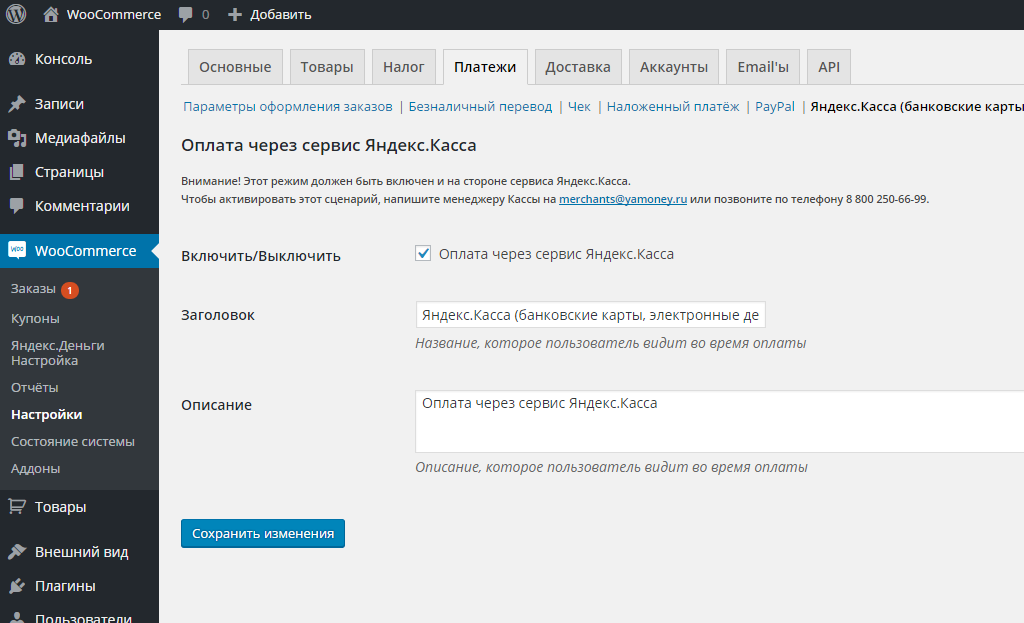 WooCommerce 0 Добавить
Консоль
Записи
Медиафайлы
Страницы
Комментарии
WooCommerce
Заказы 1
Купоны
Яндекс.Деньги
Настройка
Отчёты
Настройки
Состояние системы
Аддоны
Товары
Внешний вид
Плагины
Пользователи
Основные Товары Налог Платежи Доставка Аккаунты Email'ы API
Параметры оформления заказов | Безналичный перевод | Чек | Наложенный платёж | PayPal | Яндекс.Касса (банковские карты
Оплата через сервис Яндекс.Касса
Внимание! Этот режим должен быть включен и на стороне сервиса Яндекс.Касса.
Чтобы активировать этот сценарий, напишите менеджеру Кассы на merchants@yamoney.ru или позвоните по телефону 8 800 250-66-99.
Включить/Выключить Оплата через сервис Яндекс.Касса
Заголовок Яндекс.Касса (банковские карты, электронные де
Название, которое пользователь видит во время оплаты
Описание Оплата через сервис Яндекс.Касса
Описание, которое пользователь видит во время оплаты
Сохранить изменения